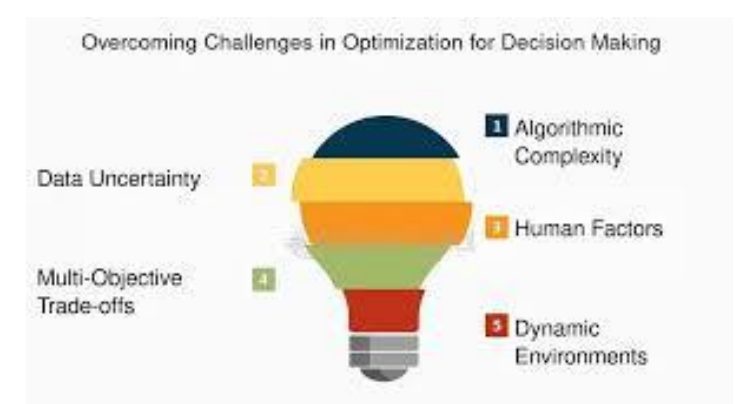 Overcoming Challenges in Optimization for Decision Making
1 Algorithmic
Complexity
2
Data Uncertainty
3 Human Factors
4
Multi-Objective
Trade-offs
5 Dynamic
Environments